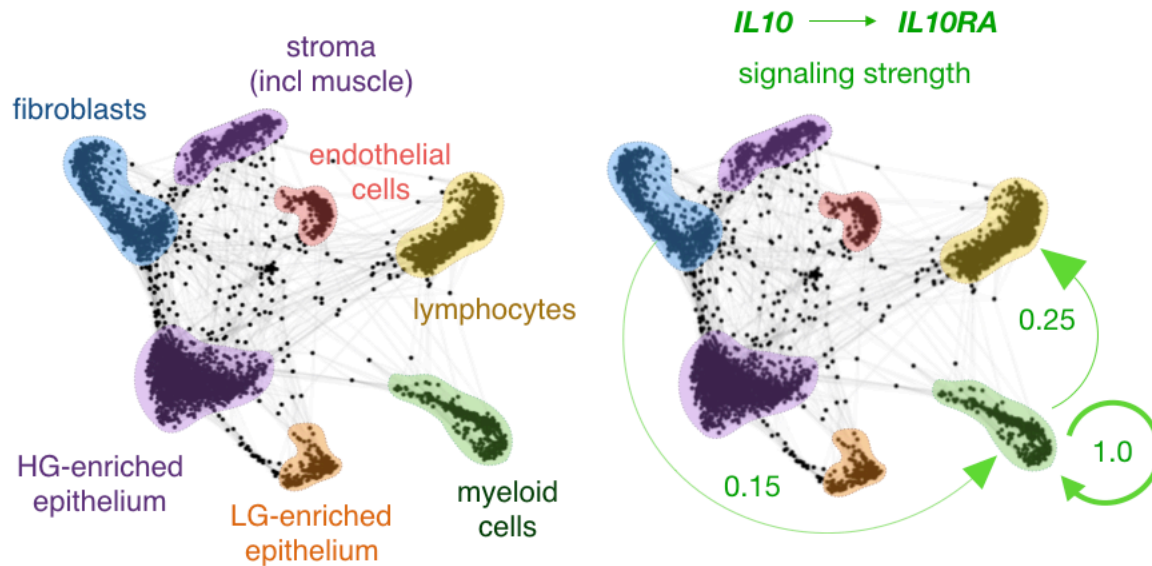 stroma
(incl muscle)
fibroblasts
endothelial
cells
lymphocytes
HG-enriched
epithelium
LG-enriched
epithelium
myeloid
cells
IL10 → IL10RA
signaling strength
0.25
1.0
0.15